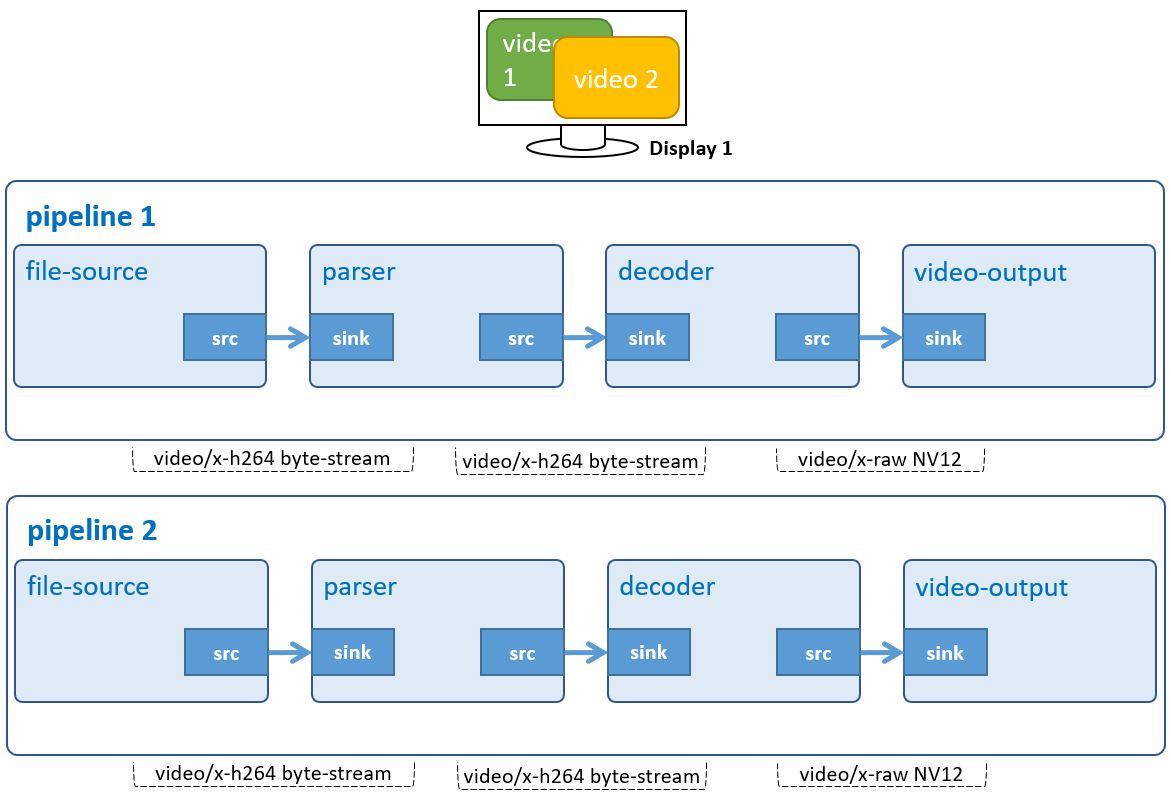 vide
1
video 2
Display 1
pipeline 1
file-source
parser
decoder
video-output
src
sink
src
sink
src
sink
video/x-h264 byte-stream
video/x-h264 byte-stream
video/x-raw NV12
pipeline 2
file-source
parser
decoder
video-output
src
sink
src
sink
src
sink
video/x-h264 byte-stream
video/x-h264 byte-stream
video/x-raw NV12